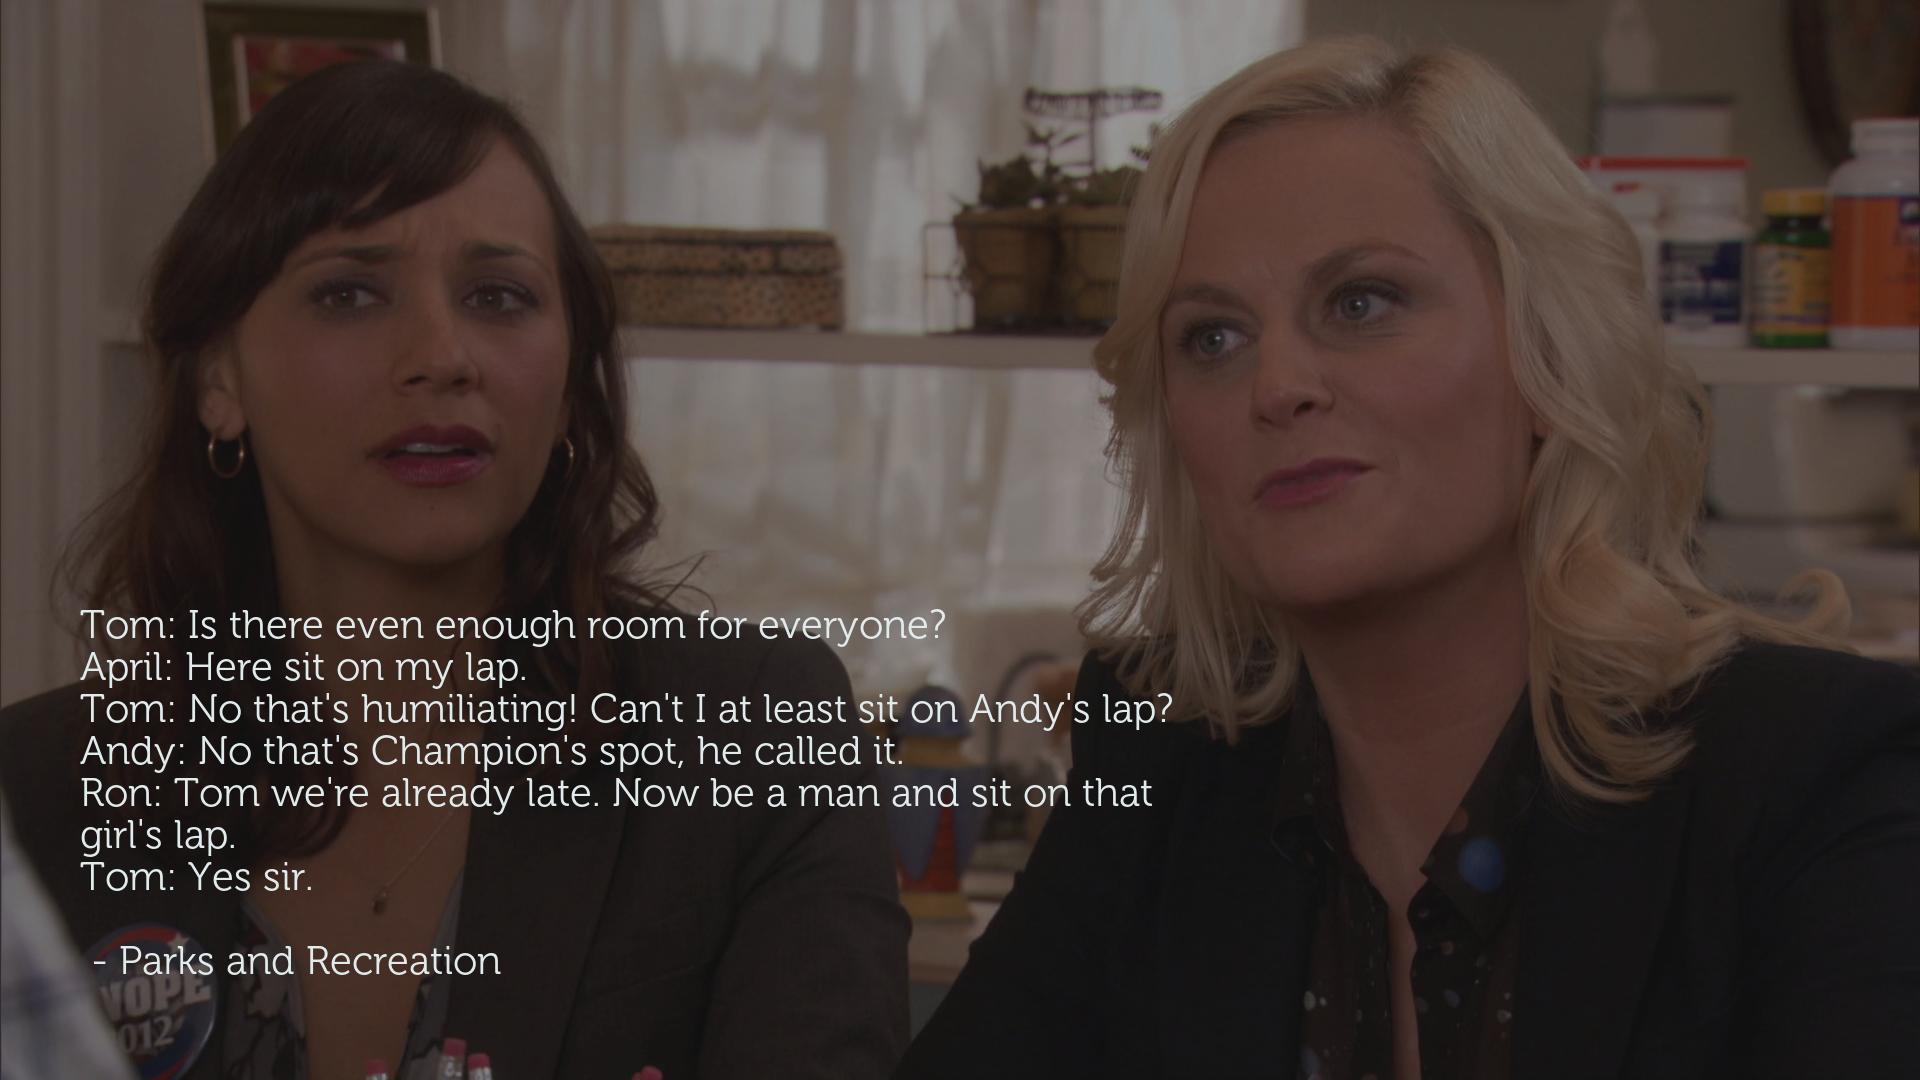 Tom: Is there even enough room for everyone?
April: Here sit on my lap.
Tom: No that's humiliating! Can't I at least sit on Andy's lap?
Andy: No that's Champion's spot, he called it.
Ron: Tom we're already late. Now be a man and sit on that
girl's lap.
Tom: Yes sir.
- Parks and Recreation
NOPE
012